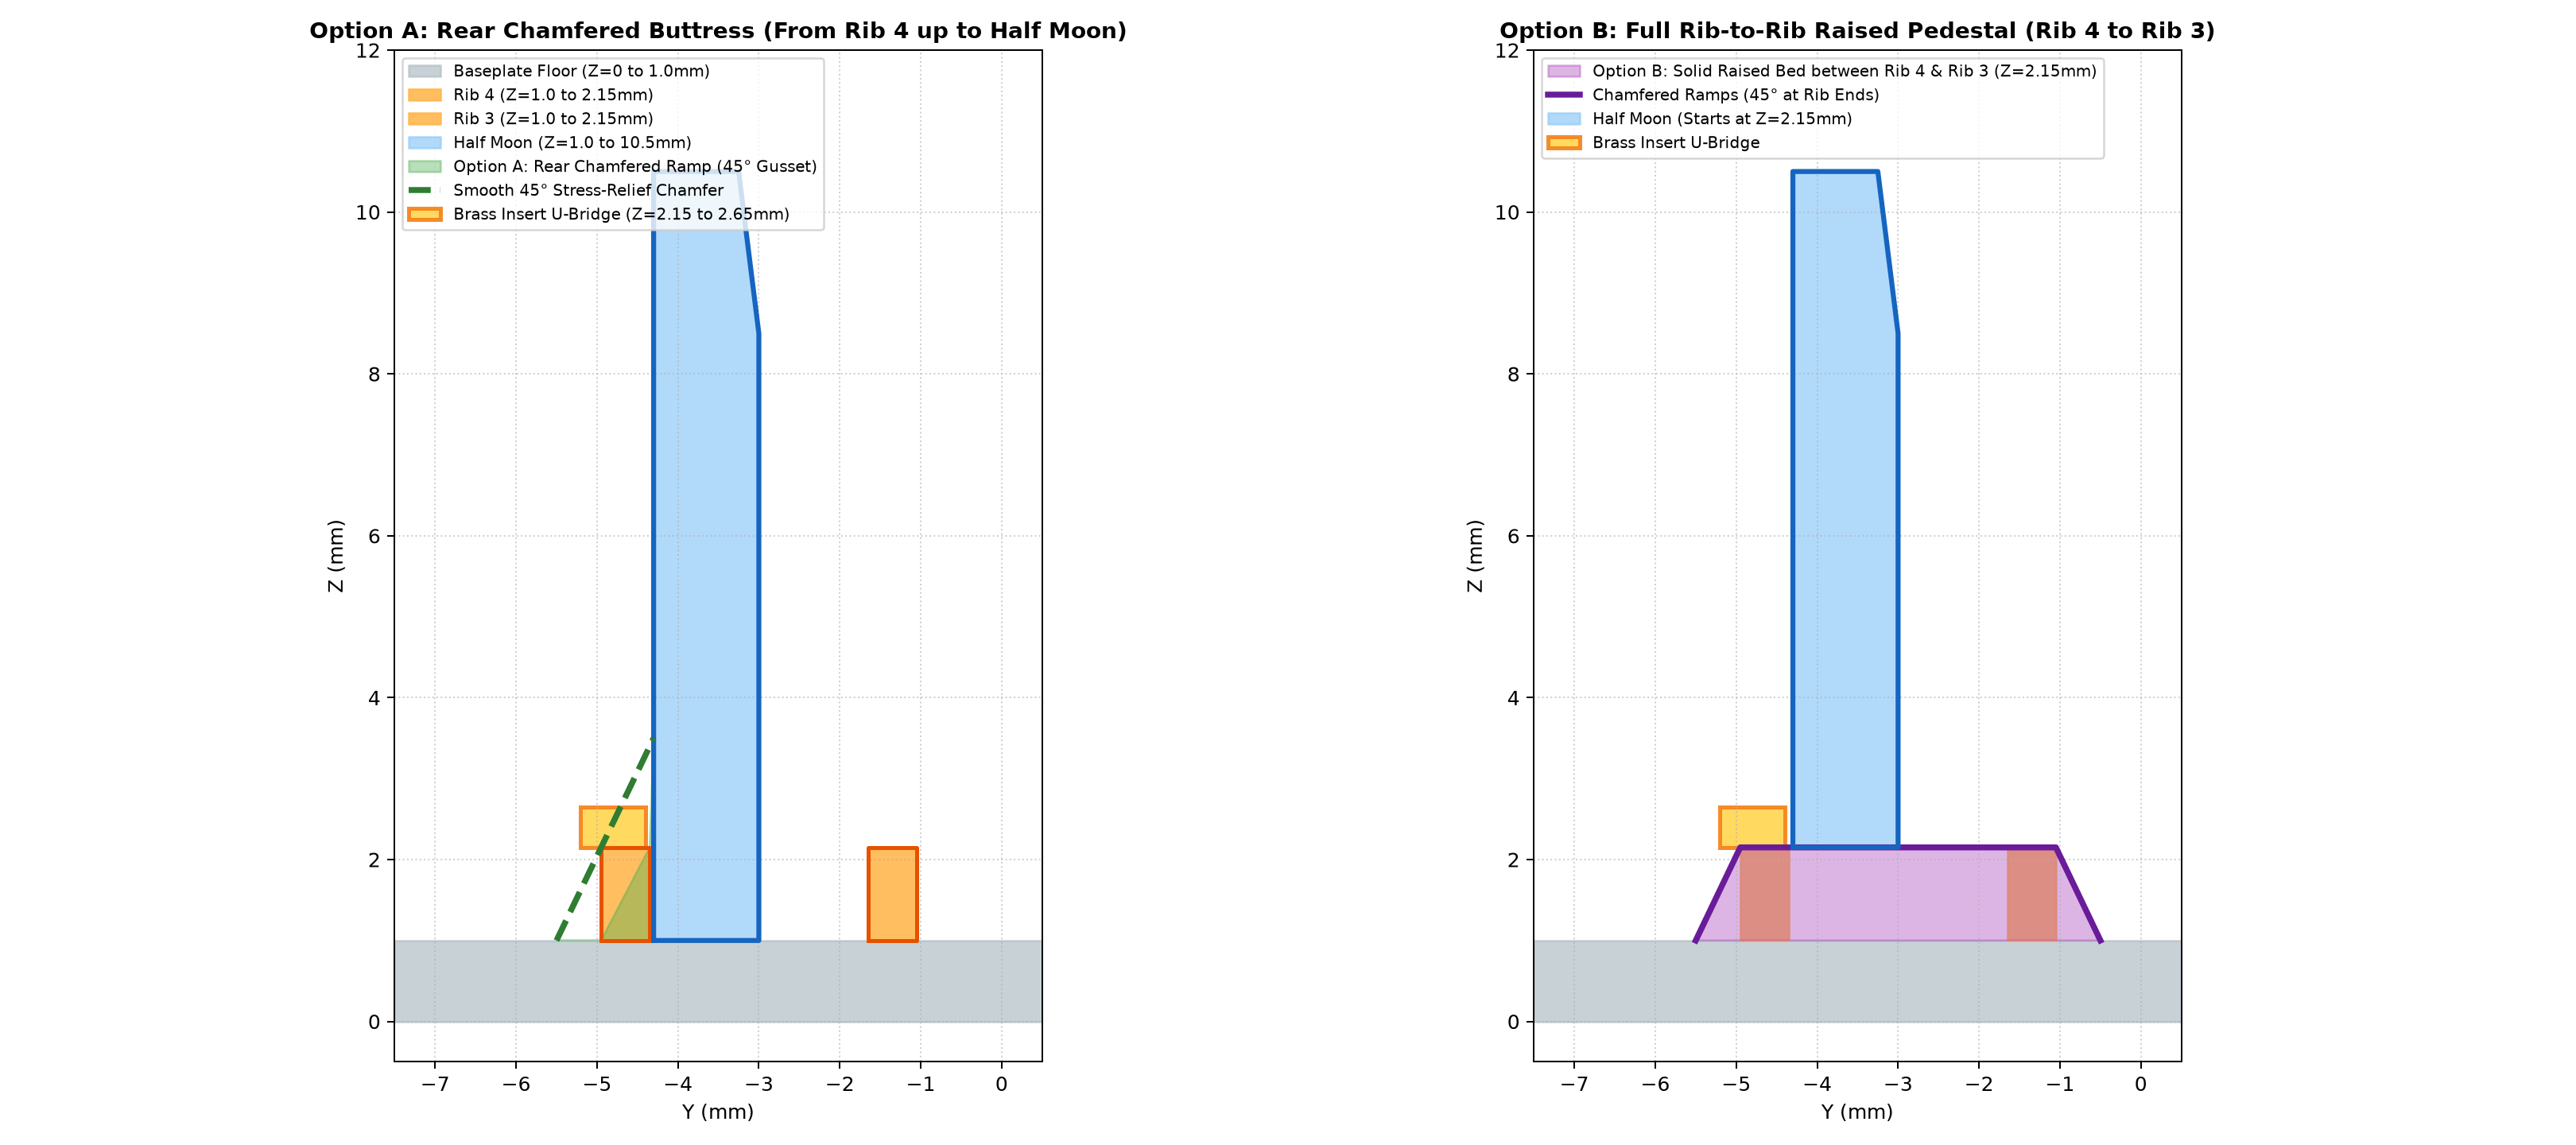 Option A: Rear Chamfered Buttress (From Rib 4 up to Half Moon)
Baseplate Floor (Z=0 to 1.0mm)
Rib 4 (Z=1.0 to 2.15mm)
Rib 3 (Z=1.0 to 2.15mm)
Half Moon (Z=1.0 to 10.5mm)
Option A: Rear Chamfered Ramp (45° Gusset)
Smooth 45° Stress-Relief Chamfer
Brass Insert U-Bridge (Z=2.15 to 2.65mm)
12
10
8
6
4
2
0
Z (mm)
−7 −6 −5 −4 −3 −2 −1 0
Y (mm)
Option B: Full Rib-to-Rib Raised Pedestal (Rib 4 to Rib 3)
Option B: Solid Raised Bed between Rib 4 & Rib 3 (Z=2.15mm)
Chamfered Ramps (45° at Rib Ends)
Half Moon (Starts at Z=2.15mm)
Brass Insert U-Bridge
12
10
8
6
4
2
0
Z (mm)
−7 −6 −5 −4 −3 −2 −1 0
Y (mm)